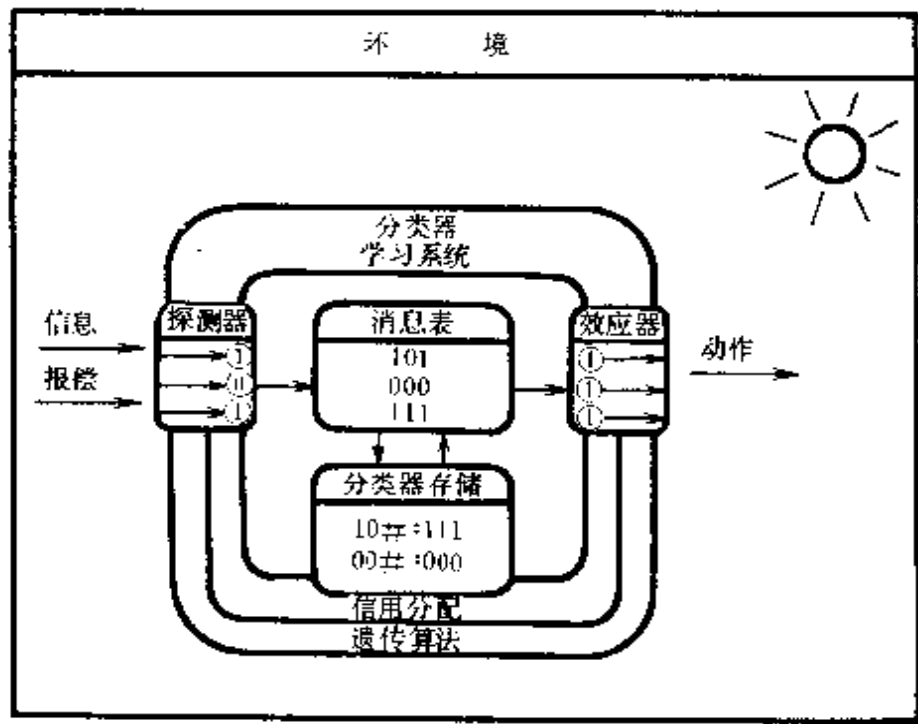 环 境
分类器
学习系统
信息
报偿
探测器
1
0
1
消息表
101
000
111
效应器
1
1
1
动作
分类器存储
10##:111
00##:000
信用分配
遗传算法